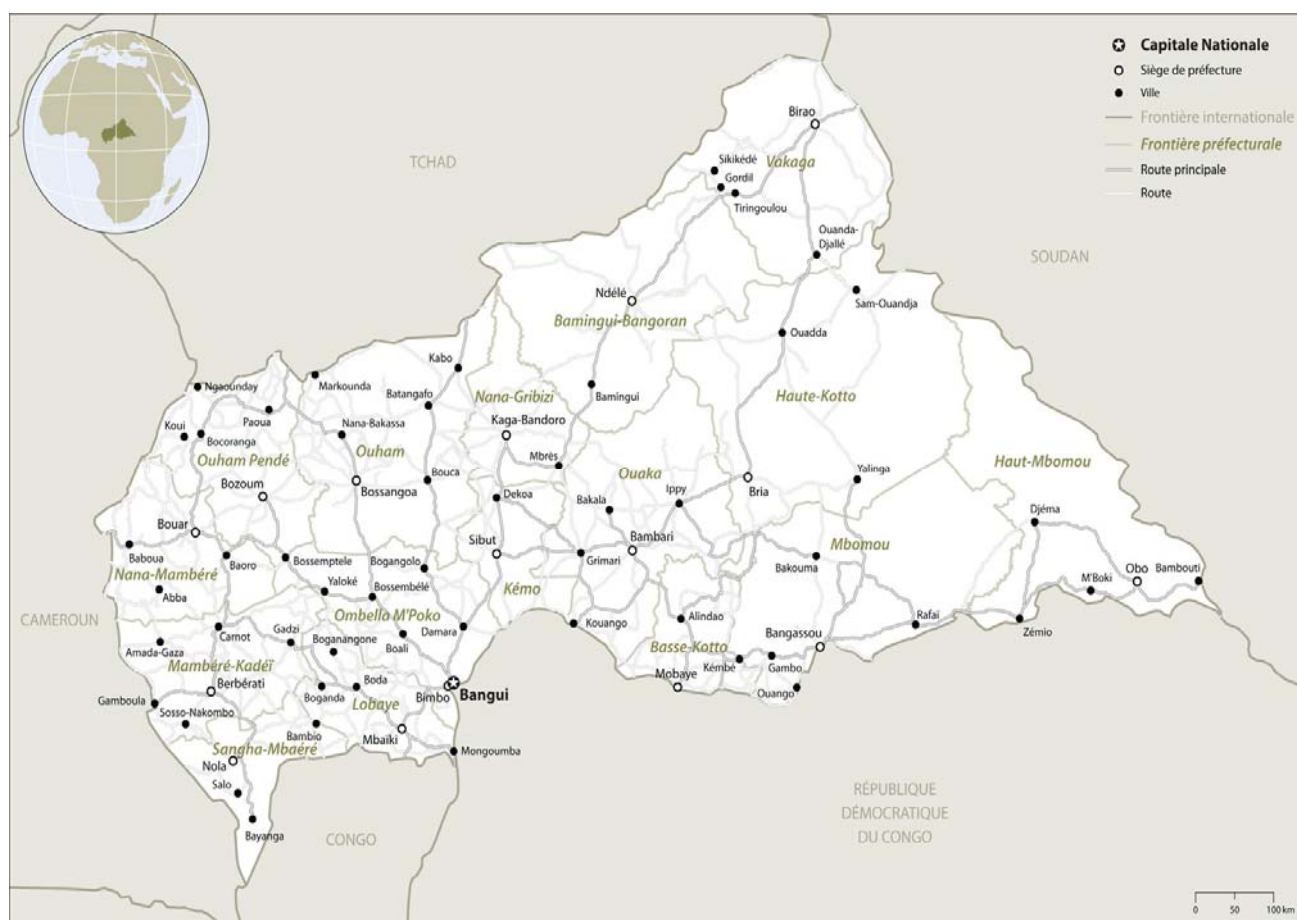 Capitale Nationale
Siège de préfecture
Ville
Frontière internationale
Frontière préfecturale
Route principale
Route
TCHAD
SOUDAN
CAMEROUN
CONGO
RÉPUBLIQUE
DÉMOCRATIQUE
DU CONGO
Birao
Vakaga
Sikikédé
Gordil
Tiringoulou
Ouanda-
Djallé
Sam-Ouandja
Ndélé
Bamingui-Bangoran
Ouadda
Kabo
Ngaounday
Markounda
Batangafo
Nana-Gribizi
Bamingui
Haute-Kotto
Paoua
Koui
Bocoranga
Nana-Bakassa
Kaga-Bandoro
Ouham Pendé
Ouham
Mbrès
Bozoum
Bossangoa
Bouca
Ouaka
Haut-Mbomou
Dekoa
Bakala
Ippy
Bria
Yalinga
Bouar
Djéma
Sibut
Bambari
Mbomou
Baboua
Baoro
Bossemptele
Bogangolo
Grimari
Bakouma
Nana-Mambéré
Yaloké
Bossembélé
Kémo
Obo
Bambouti
M'Boki
Abba
Ombella M'Poko
Alindao
Rafaï
Zémio
Carnot
Gadzi
Boganangone
Damara
Kouango
Bangassou
Amada-Gaza
Boali
Basse-Kotto
Mambéré-Kadéï
Kémbé
Gambo
Berbérati
Boganda
Boda
Bimbo
Bangui
Mobaye
Ouango
Gamboula
Lobaye
Sosso-Nakombo
Bambio
Mbaïki
Sangha-Mbaéré
Mongoumba
Nola
Salo
Bayanga
0 50 100 km